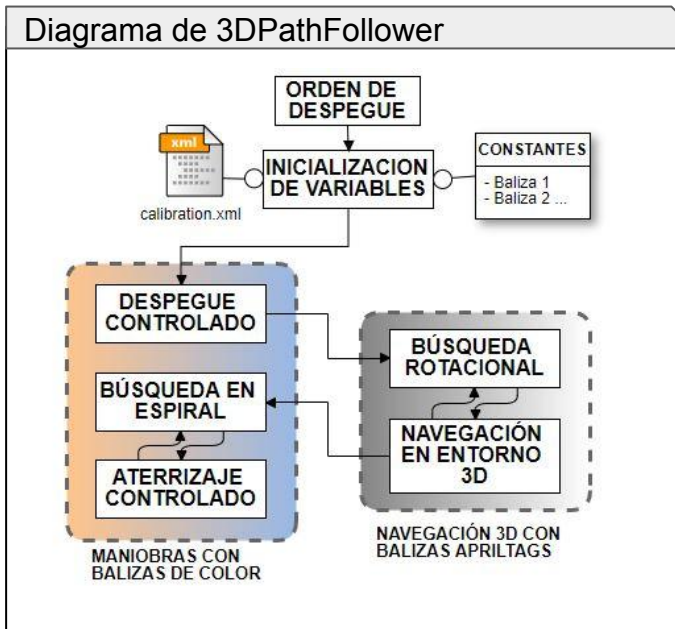 Diagrama de 3DPathFollower
ORDEN DE
DESPEGUE
xml
calibration.xml
INICIALIZACION
DE VARIABLES
CONSTANTES
- Baliza 1
- Baliza 2 ...
DESPEGUE
CONTROLADO
BÚSQUEDA EN
ESPIRAL
ATERRIZAJE
CONTROLADO
MANIOBRAS CON
BALIZAS DE COLOR
BÚSQUEDA
ROTACIONAL
NAVEGACIÓN
EN ENTORNO
3D
NAVEGACIÓN 3D CON
BALIZAS APRILTAGS